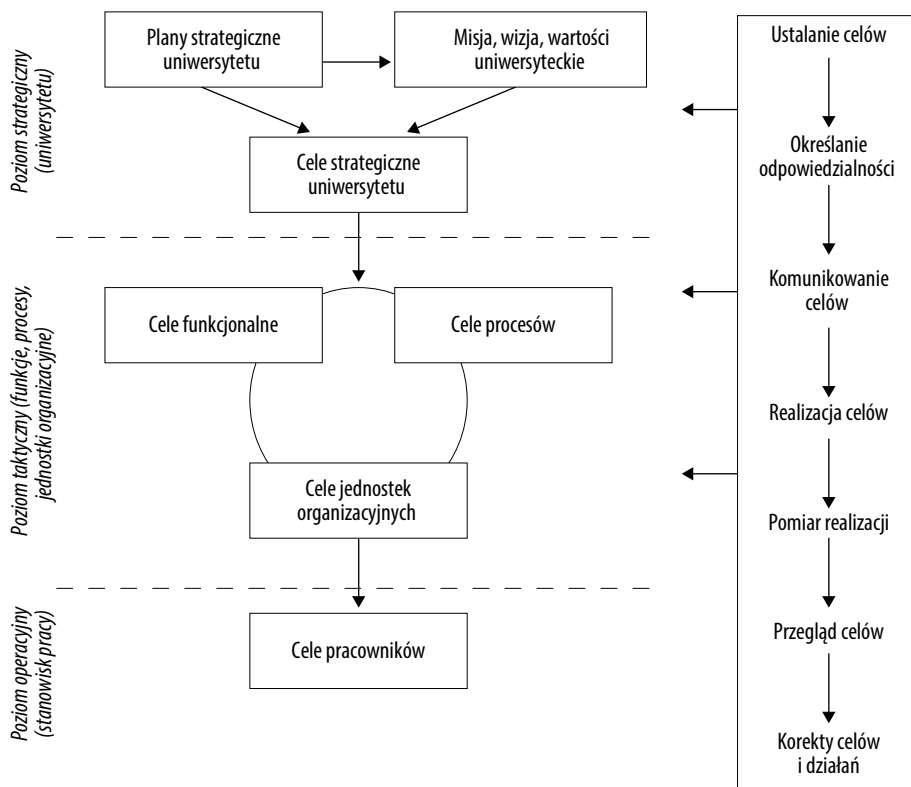 Poziom strategiczny
(uniwersytetu)
Plany strategiczne
uniwersytetu
Misja, wizja, wartości
uniwersyteckie
Cele strategiczne
uniwersytetu
Poziom taktyczny (funkcje, procesy,
jednostki organizacyjne)
Cele funkcjonalne
Cele procesów
Cele jednostek
organizacyjnych
Poziom operacyjny
(stanowisk pracy)
Cele pracowników
Ustalanie celów
Określanie
odpowiedzialności
Komunikowanie
celów
Realizacja celów
Pomiar realizacji
Przegląd celów
Korekty celów
i działań